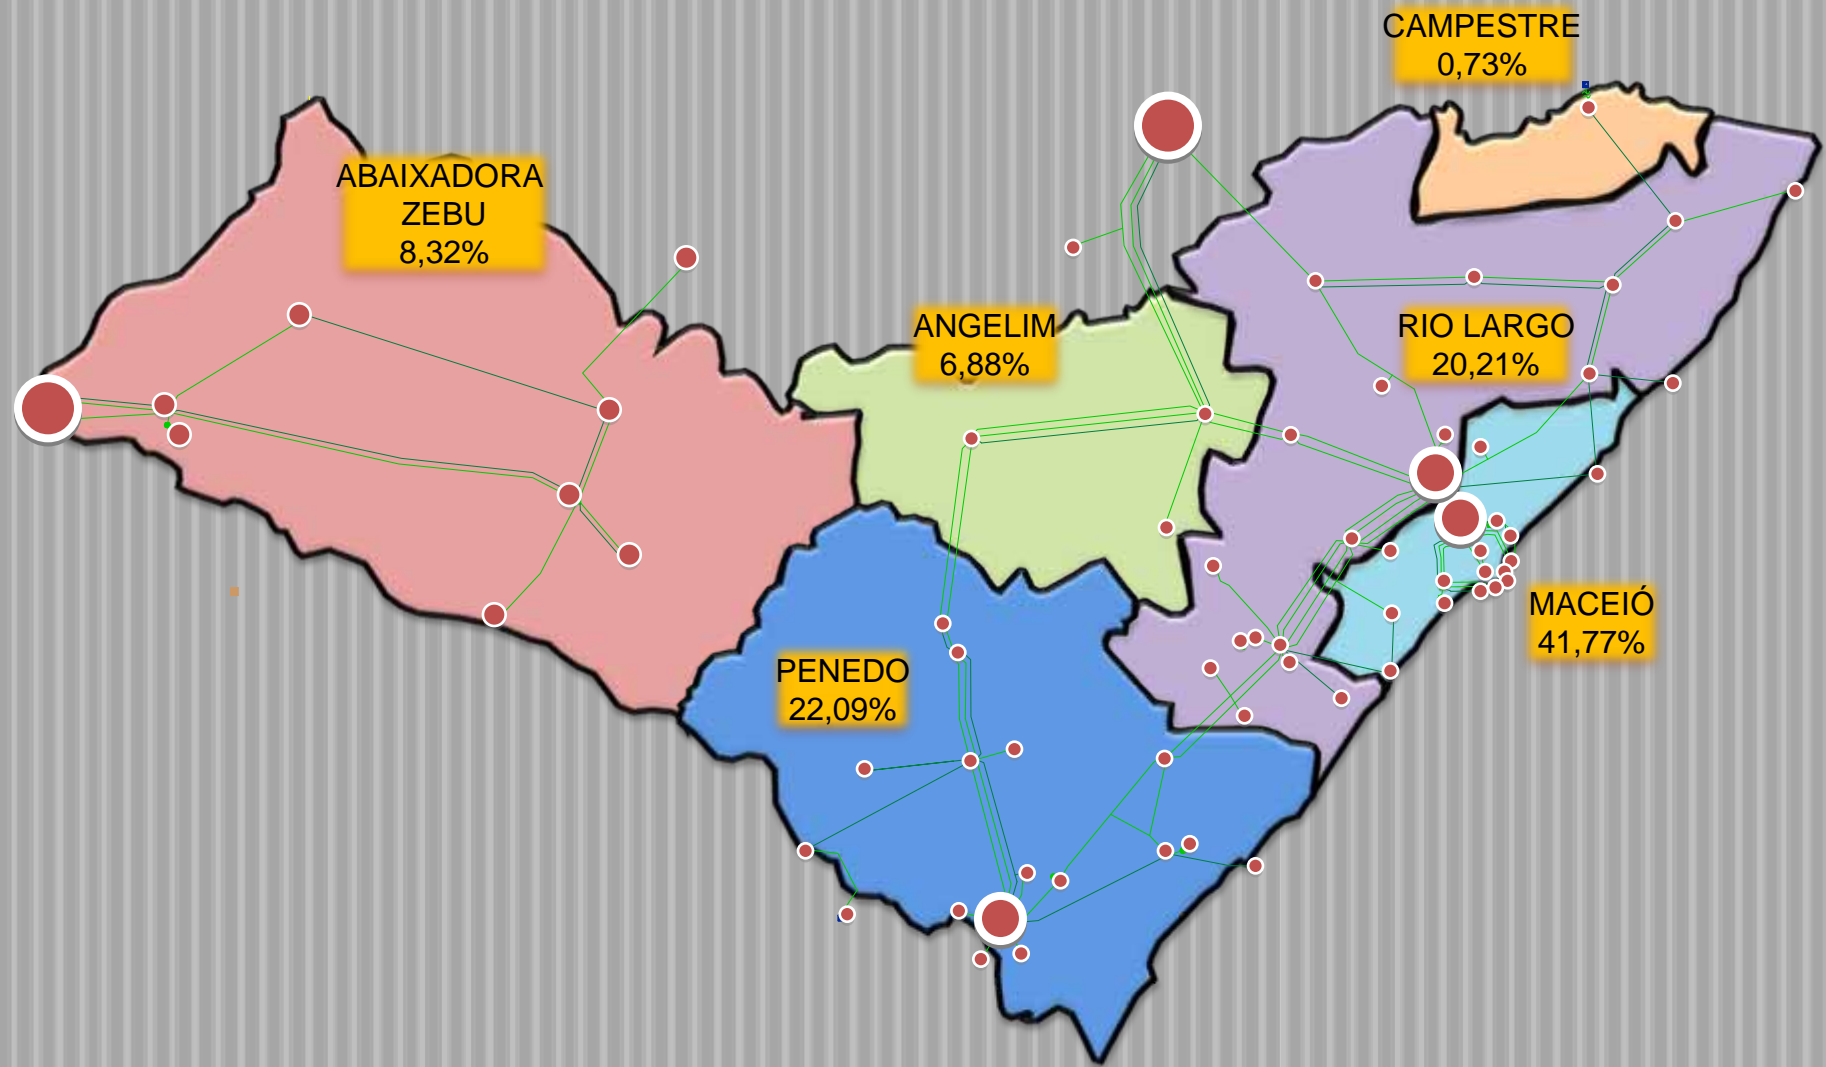 CAMPESTRE
0,73%
ABAIXADORA
ZEBU
8,32%
ANGELIM
6,88%
RIO LARGO
20,21%
MACEIÓ
41,77%
PENEDO
22,09%